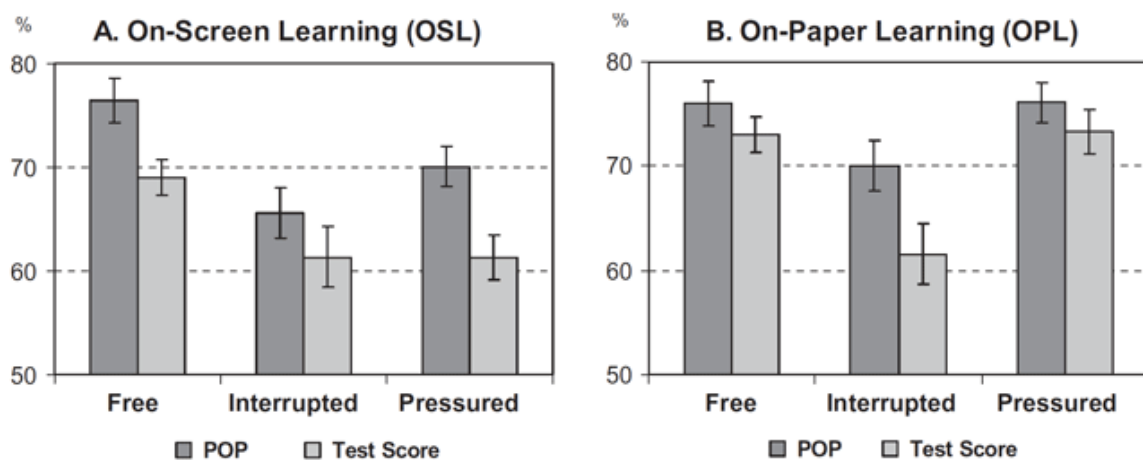 % A. On-Screen Learning (OSL)
80
70
60
50
Free Interrupted Pressured
POP Test Score
% B. On-Paper Learning (OPL)
80
70
60
50
Free Interrupted Pressured
POP Test Score